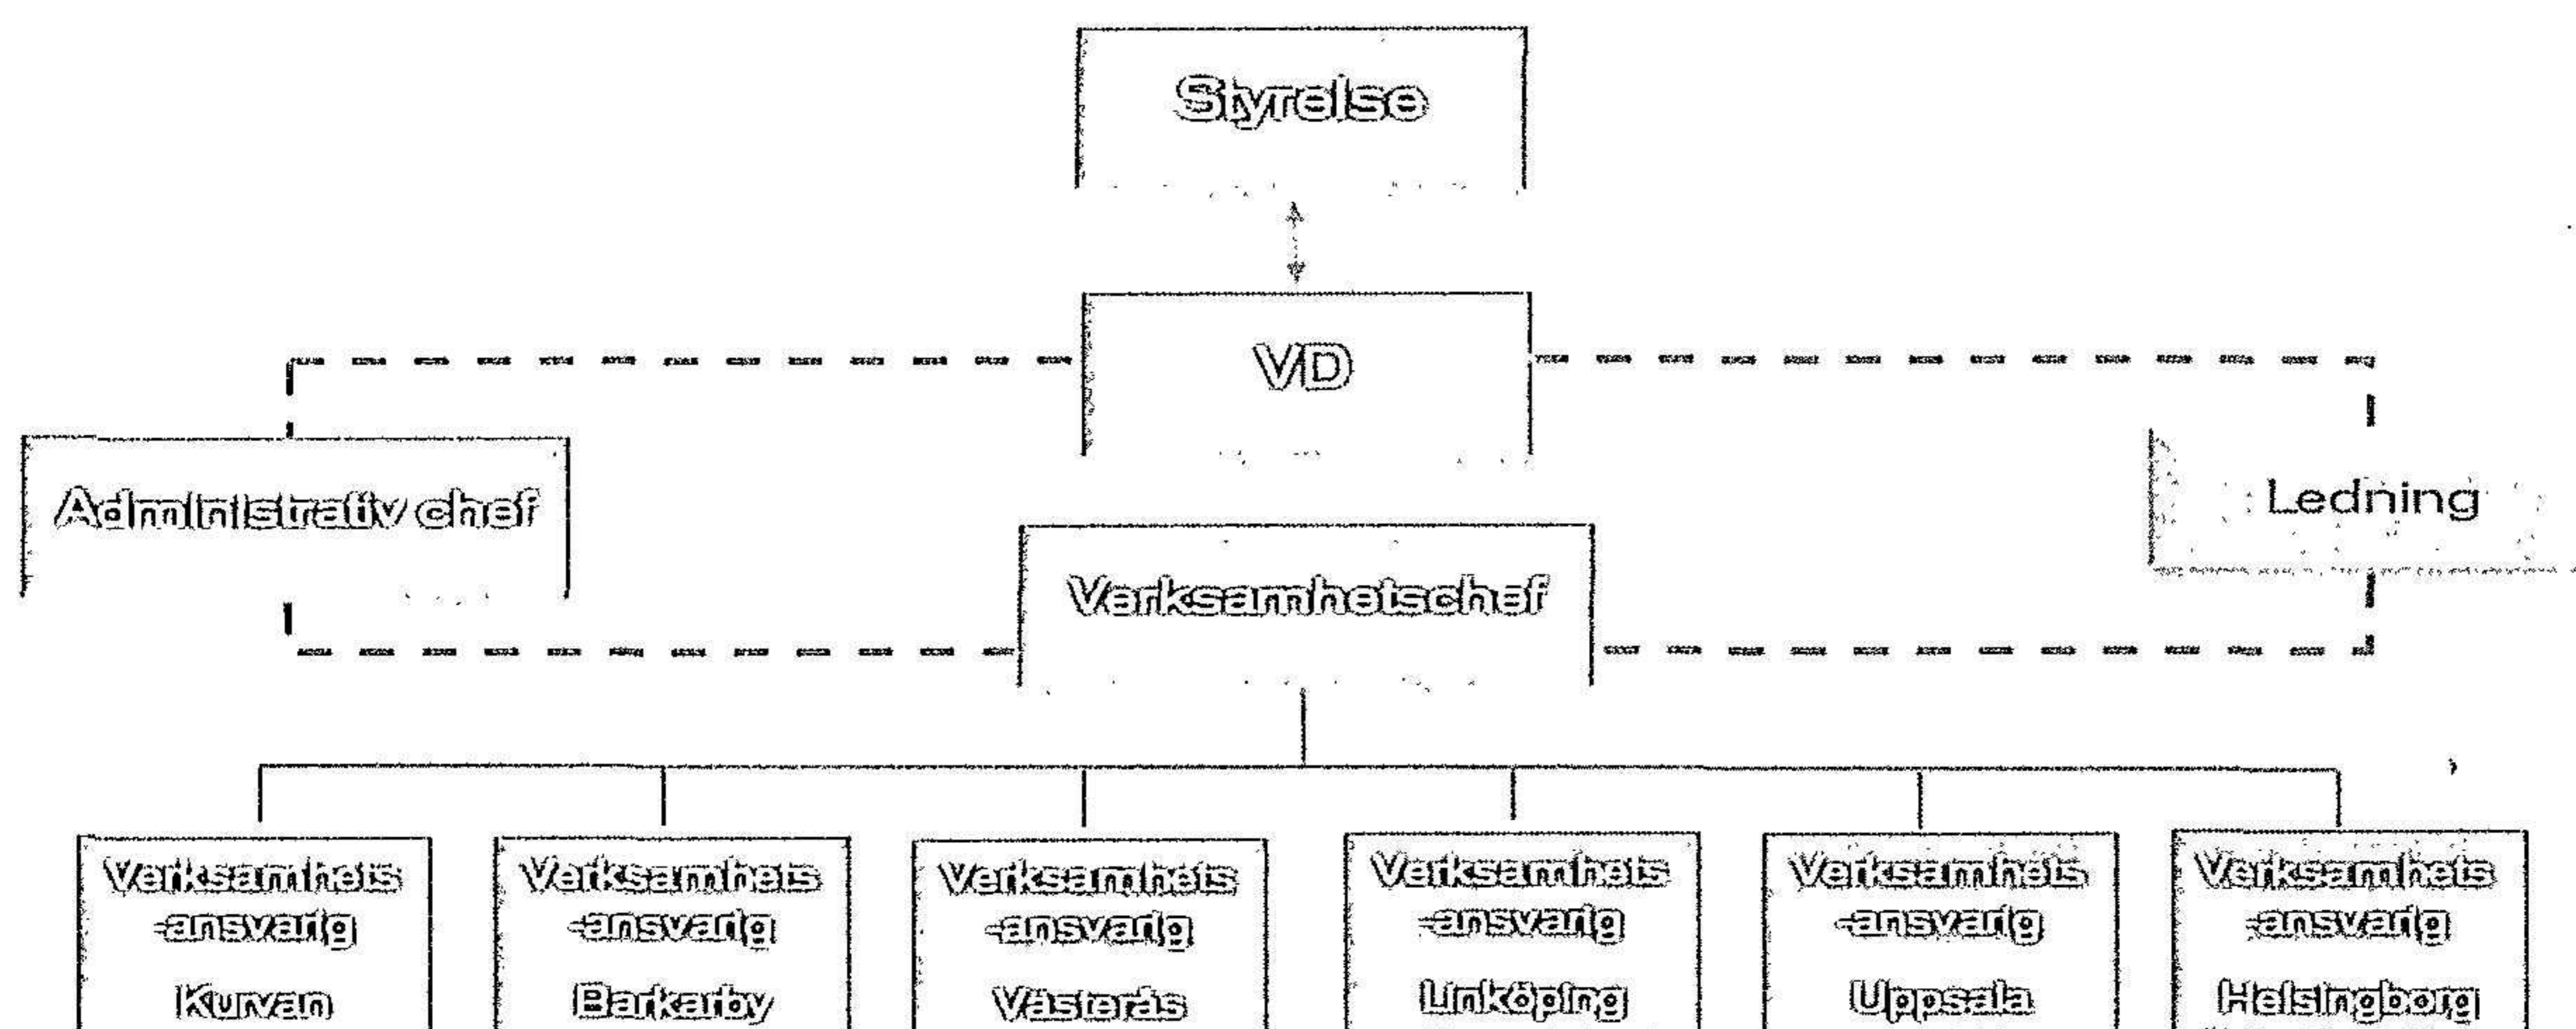 Styrelse
VD
Administrativ chef
Ledning
Verksamhetschef
Verksamhets
-ansvarig
Kurvan
Verksamhets
-ansvarig
Barkarby
Verksamhets
-ansvarig
Västerås
Verksamhets
-ansvarig
Linköping
Verksamhets
-ansvarig
Uppsala
Verksamhets
-ansvarig
Helsingborg